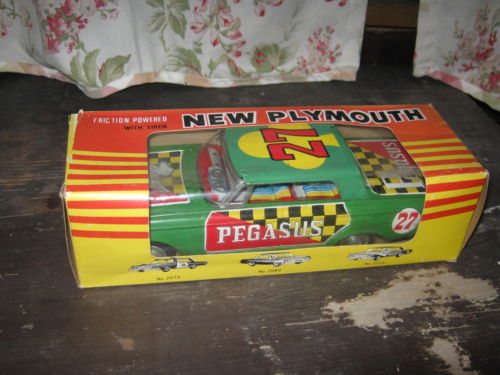 FRICTION POWERED
WITH SIREN
NEW PLYMOUTH
27
PEGASUS
27